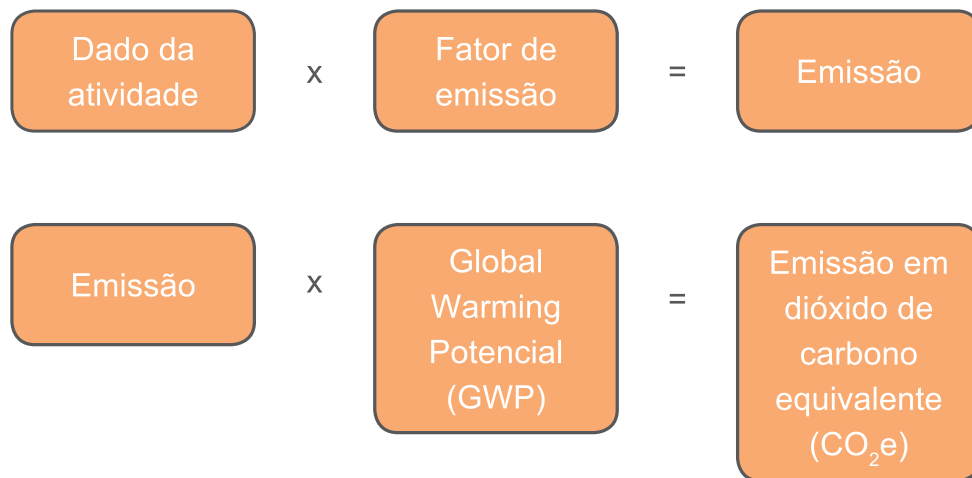 Dado da
atividade
x
Fator de
emissão
=
Emissão
Emissão
x
Global
Warming
Potencial
(GWP)
=
Emissão em
dióxido de
carbono
equivalente
(CO₂e)